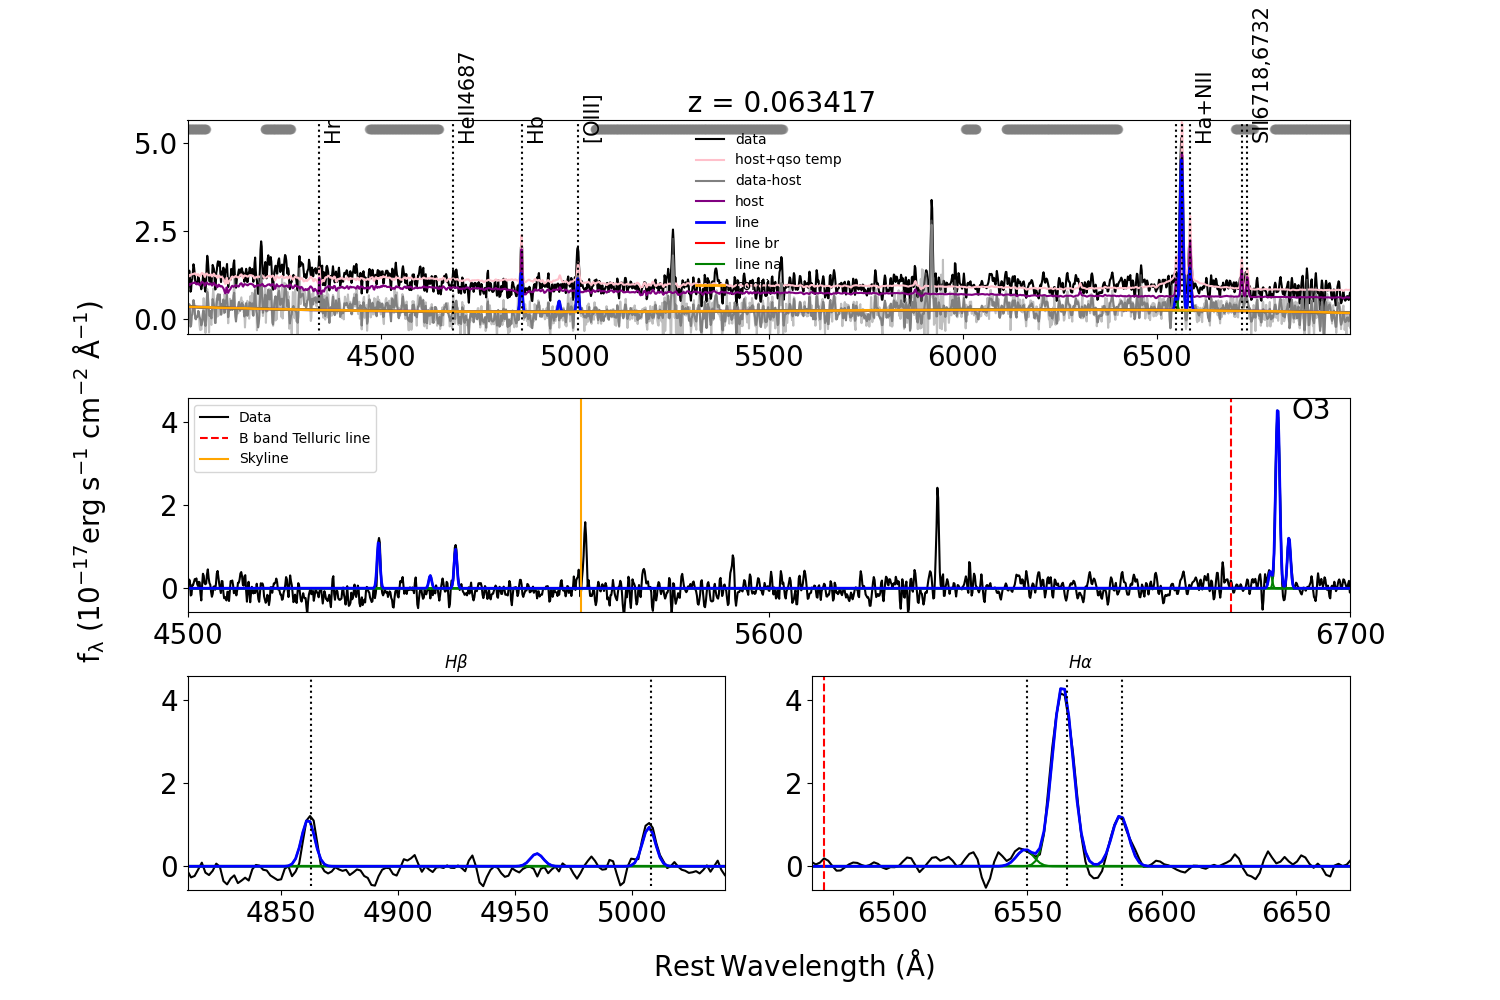 z = 0.063417
Hr
HeII4687
Hb
[OIII]
Ha+NII
SII6718,6732
5.0
2.5
0.0
data
host+qso temp
data-host
host
line
line br
line na
4500 5000 5500 6000 6500
fλ (10−17erg s−1 cm−2 Å−1)
4
2
0
Data
B band Telluric line
Skyline
O3
4500 5600 6700
Hβ
4
2
0
4850 4900 4950 5000
Hα
4
2
0
6500 6550 6600 6650
Rest Wavelength (Å)